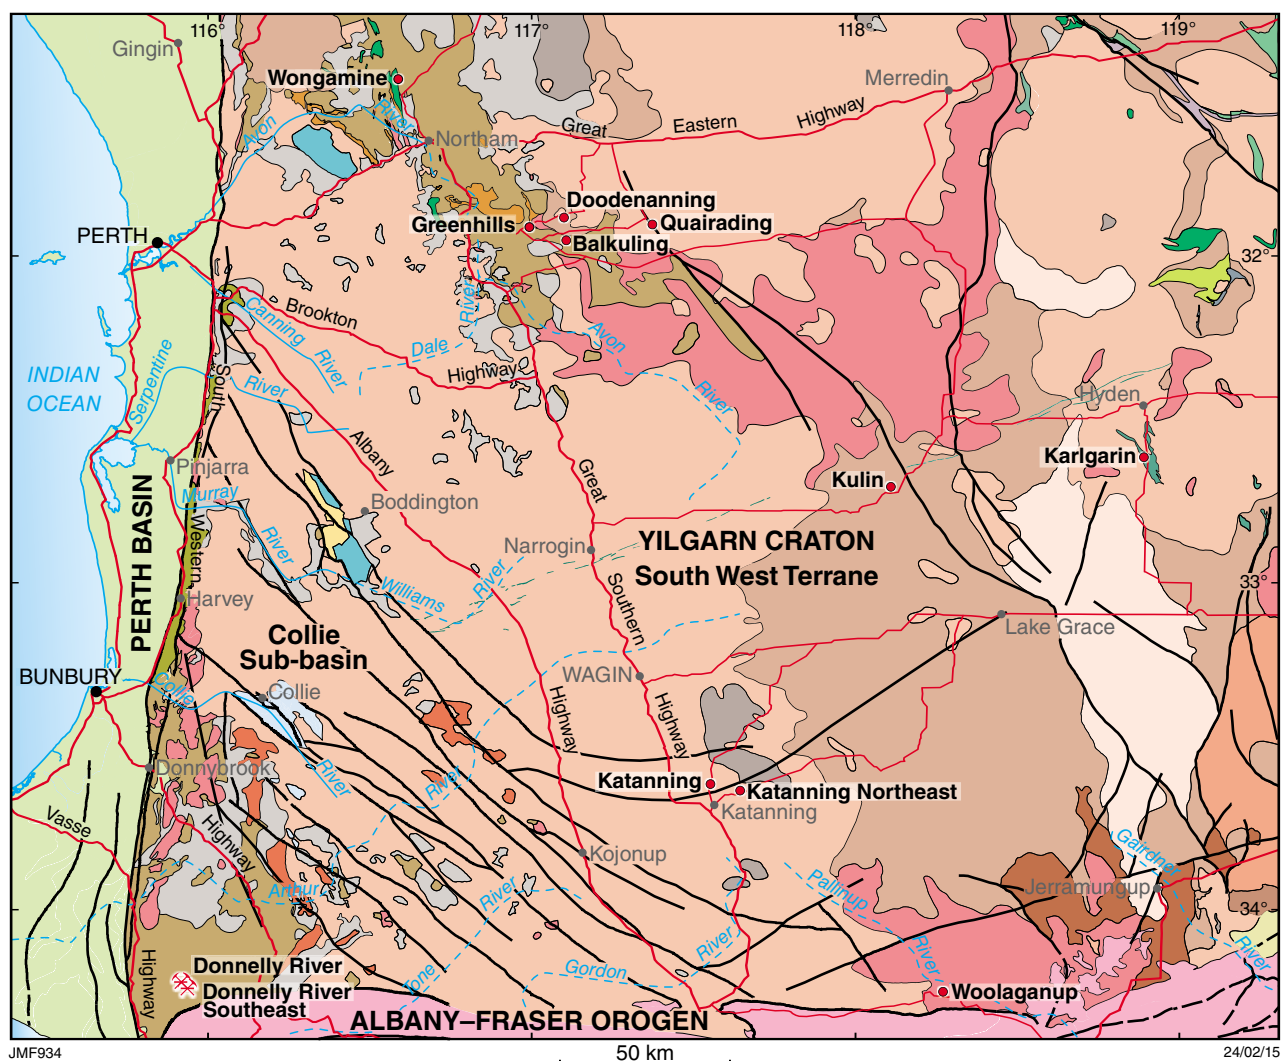 116°
117°
118°
119°
Gingin
Wongamine
Merredin
Avon
River
Northam
Great
Eastern
Highway
Doodenanning
Greenhills
Quairading
PERTH
Balkuling
32°
Canning
River
Brookton
Highway
Dale
River
Avon
River
INDIAN
OCEAN
Serpentine
River
South
Western
Highway
Hyden
Albany
Highway
Pinjarra
Karlgarin
Great
Southern
Highway
Kulin
Murray
River
Boddington
PERTH BASIN
Narrogin
YILGARN CRATON
South West Terrane
Williams
River
33°
Harvey
Lake Grace
Collie
Sub-basin
WAGIN
BUNBURY
Collie
River
Collie
Donnybrook
Katanning
Katanning Northeast
Katanning
Vasse
Highway
Kojonup
Gairdner
River
Arthur
River
Pallinup
River
Jerramungup
34°
Donnelly River
Donnelly River
Southeast
Tone
River
Gordon
River
Woolaganup
ALBANY–FRASER OROGEN
JMF934
50 km
24/02/15